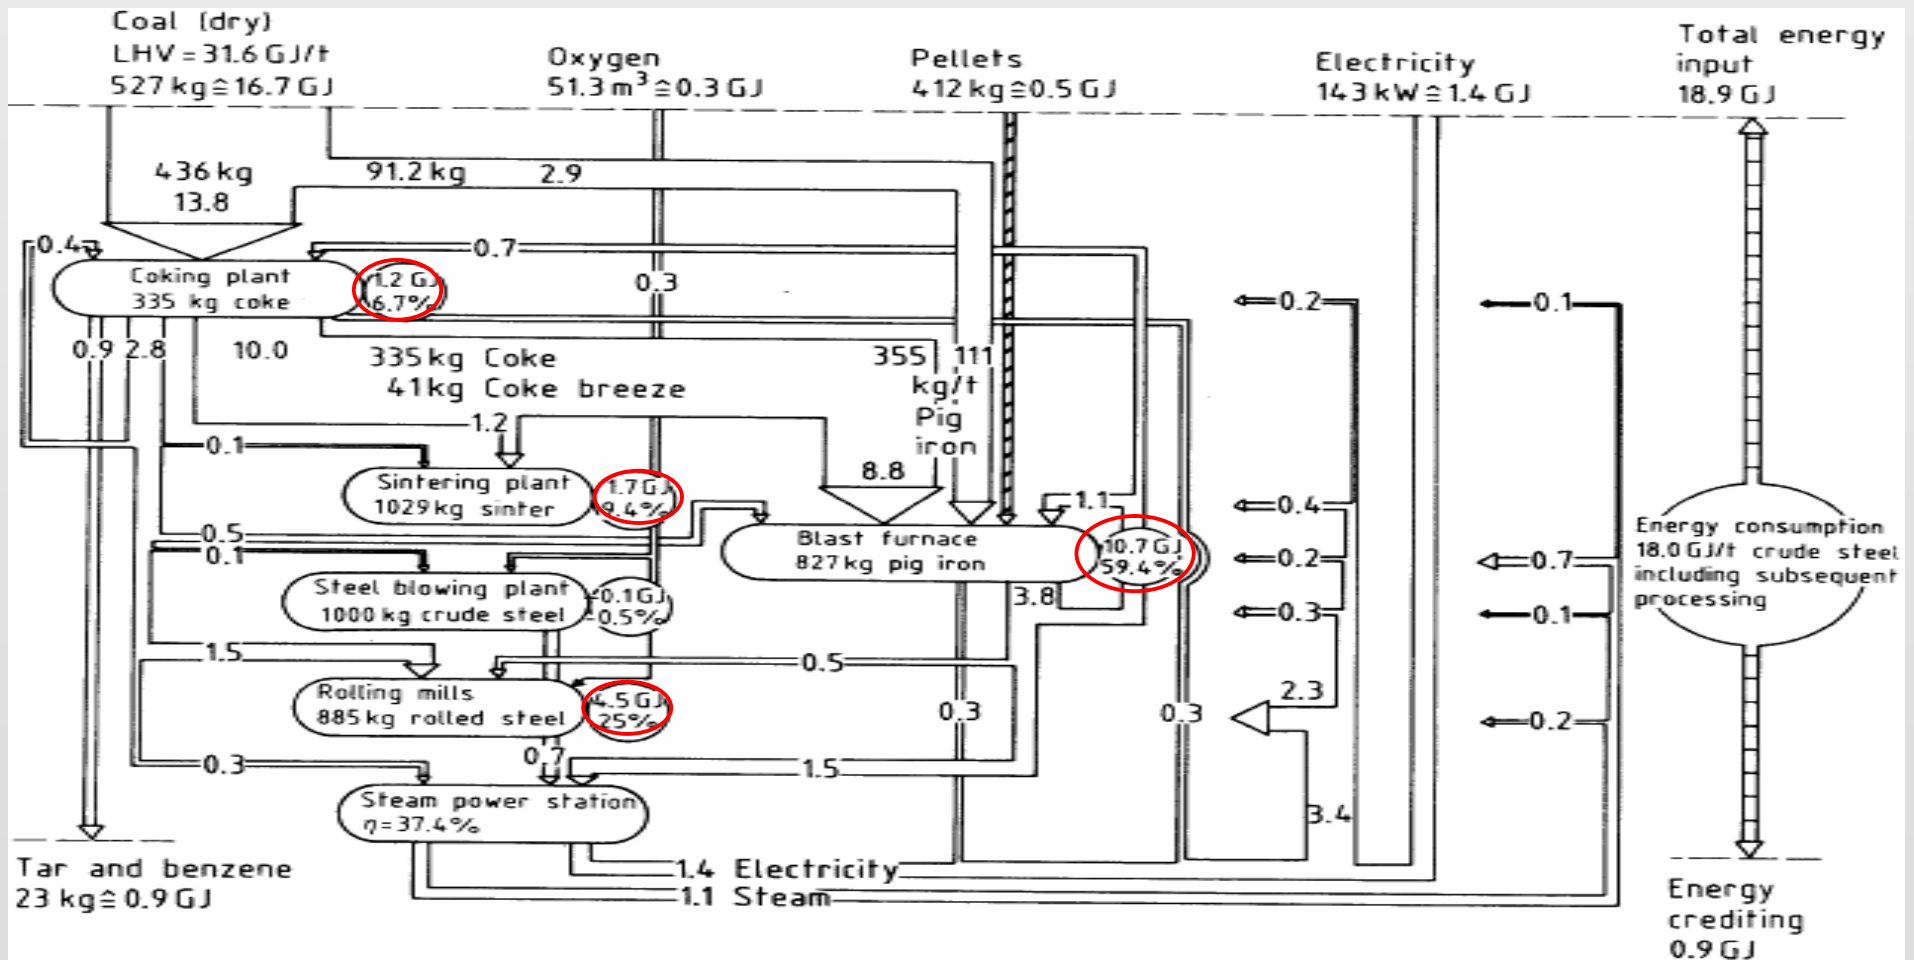 Coal (dry)
LHV = 31.6 GJ/t
527 kg ≙ 16.7 GJ
Oxygen
51.3 m³ ≙ 0.3 GJ
Pellets
412 kg ≙ 0.5 GJ
Electricity
143 kW ≙ 1.4 GJ
Total energy
input
18.9 GJ
436 kg
13.8
91.2 kg
2.9
0.4
0.7
Coking plant
335 kg coke
1.2 GJ
6.7%
0.3
0.2
0.1
0.9
2.8
10.0
335 kg Coke
41 kg Coke breeze
355
111
kg/t
Pig
iron
1.2
0.1
8.8
Sintering plant
1029 kg sinter
1.7 GJ
9.4%
1.1
0.4
0.5
0.1
Blast furnace
827 kg pig iron
10.7 GJ
59.4%
0.2
0.7
Energy consumption
18.0 GJ/t crude steel
including subsequent
processing
Steel blowing plant
1000 kg crude steel
-0.1 GJ
-0.5%
3.8
0.3
0.1
1.5
0.5
Rolling mills
885 kg rolled steel
4.5 GJ
25%
0.3
0.3
2.3
0.2
0.3
0.7
1.5
Steam power station
η = 37.4%
3.4
1.4 Electricity
1.1 Steam
Tar and benzene
23 kg ≙ 0.9 GJ
Energy
crediting
0.9 GJ